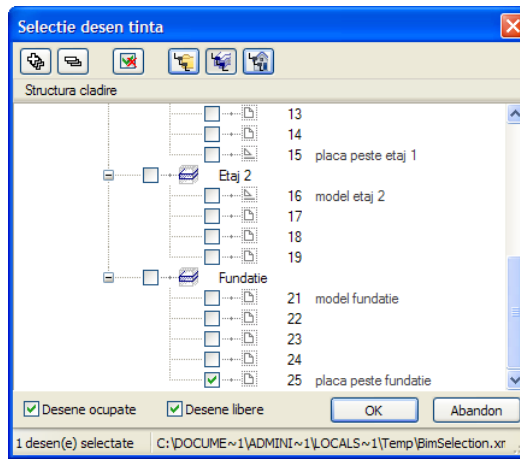 Selectie desen tinta
Structura cladire
13
14
15 placa peste etaj 1
Etaj 2
16 model etaj 2
17
18
19
Fundatie
21 model fundatie
22
23
24
25 placa peste fundatie
Desene ocupate Desene libere OK Abandon
1 desen(e) selectate C:\DOCUME~1\ADMINI~1\LOCALS~1\Temp\BimSelection.xr